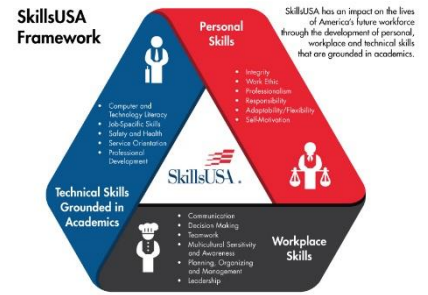 SkillsUSA
Framework
SkillsUSA has an impact on the lives
of America's future workforce
through the development of personal,
workplace and technical skills
that are grounded in academics.
Personal
Skills
• Integrity
• Work Ethic
• Professionalism
• Responsibility
• Adaptability/Flexibility
• Self-Motivation
• Computer and
Technology Literacy
• Job-Specific Skills
• Safety and Health
• Service Orientation
• Professional
Development
SkillsUSA
Technical Skills
Grounded in
Academics
• Communication
• Decision Making
• Teamwork
• Multicultural Sensitivity
and Awareness
• Planning, Organizing
and Management
• Leadership
Workplace
Skills